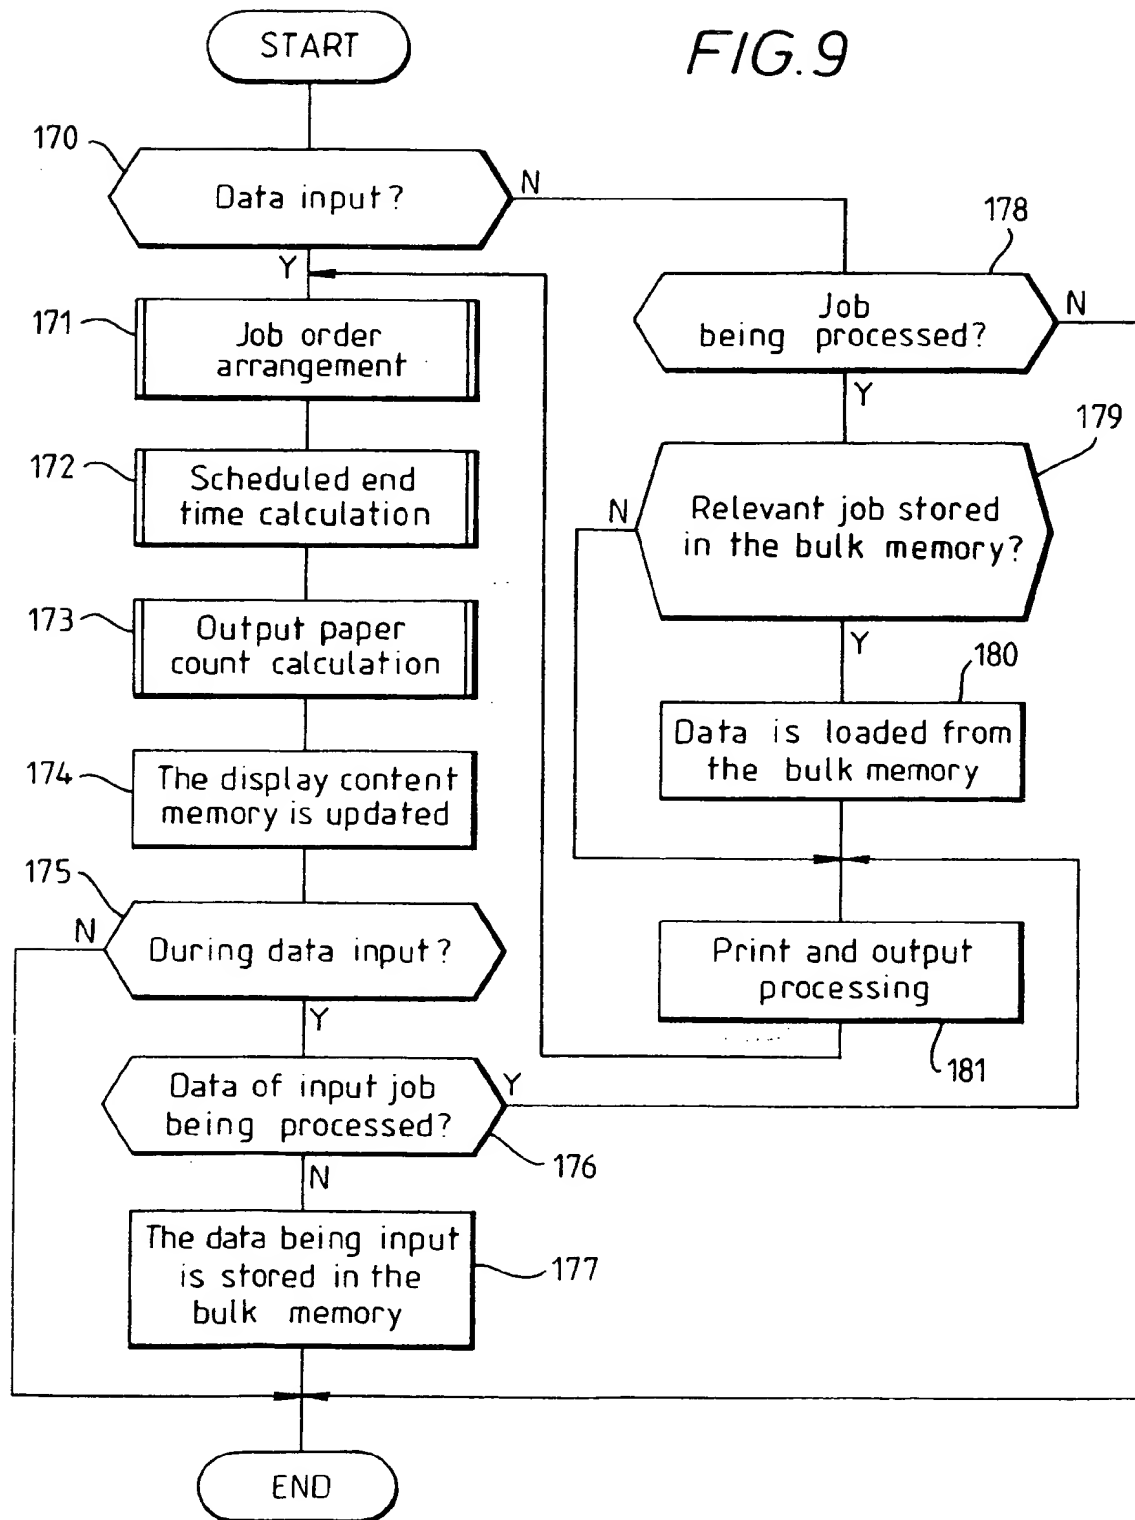 FIG.9
START
170
Data input?
N
Y
171
Job order
arrangement
172
Scheduled end
time calculation
173
Output paper
count calculation
174
The display content
memory is updated
175
N
During data input?
Y
Data of input job
being processed?
Y
176
N
The data being input
is stored in the
bulk memory
177
END
178
Job
being processed?
N
Y
179
N
Relevant job stored
in the bulk memory?
Y
180
Data is loaded from
the bulk memory
Print and output
processing
181